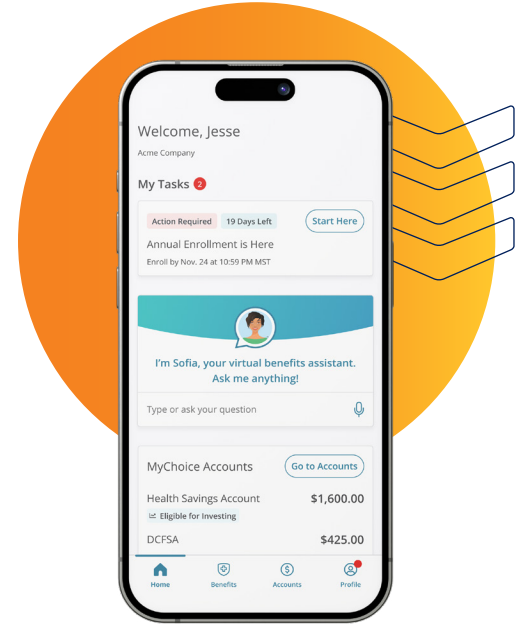 Welcome, Jesse
Acme Company
My Tasks 2
Action Required 19 Days Left Start Here
Annual Enrollment is Here
Enroll by Nov. 24 at 10:59 PM MST
I'm Sofia, your virtual benefits assistant.
Ask me anything!
Type or ask your question
MyChoice Accounts Go to Accounts
Health Savings Account $1,600.00
Eligible for Investing
DCFSA $425.00
Home Benefits Accounts Profile